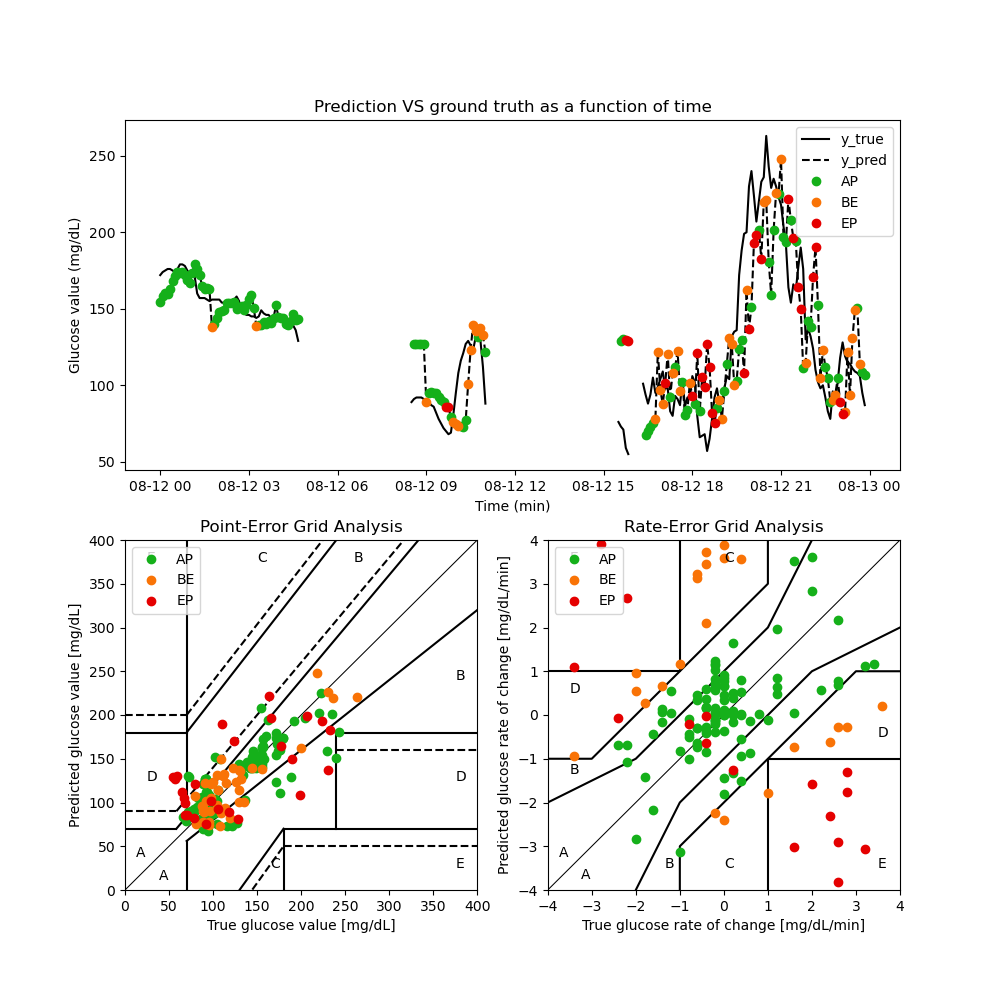 Prediction VS ground truth as a function of time
Glucose value (mg/dL)
250
200
150
100
50
y_true
y_pred
AP
BE
EP
08-12 00 08-12 03 08-12 06 08-12 09 08-12 12 08-12 15 08-12 18 08-12 21 08-13 00
Time (min)
Point-Error Grid Analysis
Predicted glucose value [mg/dL]
400
350
300
250
200
150
100
50
0
AP
BE
EP
C
B
B
D
D
A
A
C
E
0 50 100 150 200 250 300 350 400
True glucose value [mg/dL]
Rate-Error Grid Analysis
Predicted glucose rate of change [mg/dL/min]
4
3
2
1
0
−1
−2
−3
−4
AP
BE
EP
C
D
D
B
A
A
B
C
E
−4 −3 −2 −1 0 1 2 3 4
True glucose rate of change [mg/dL/min]